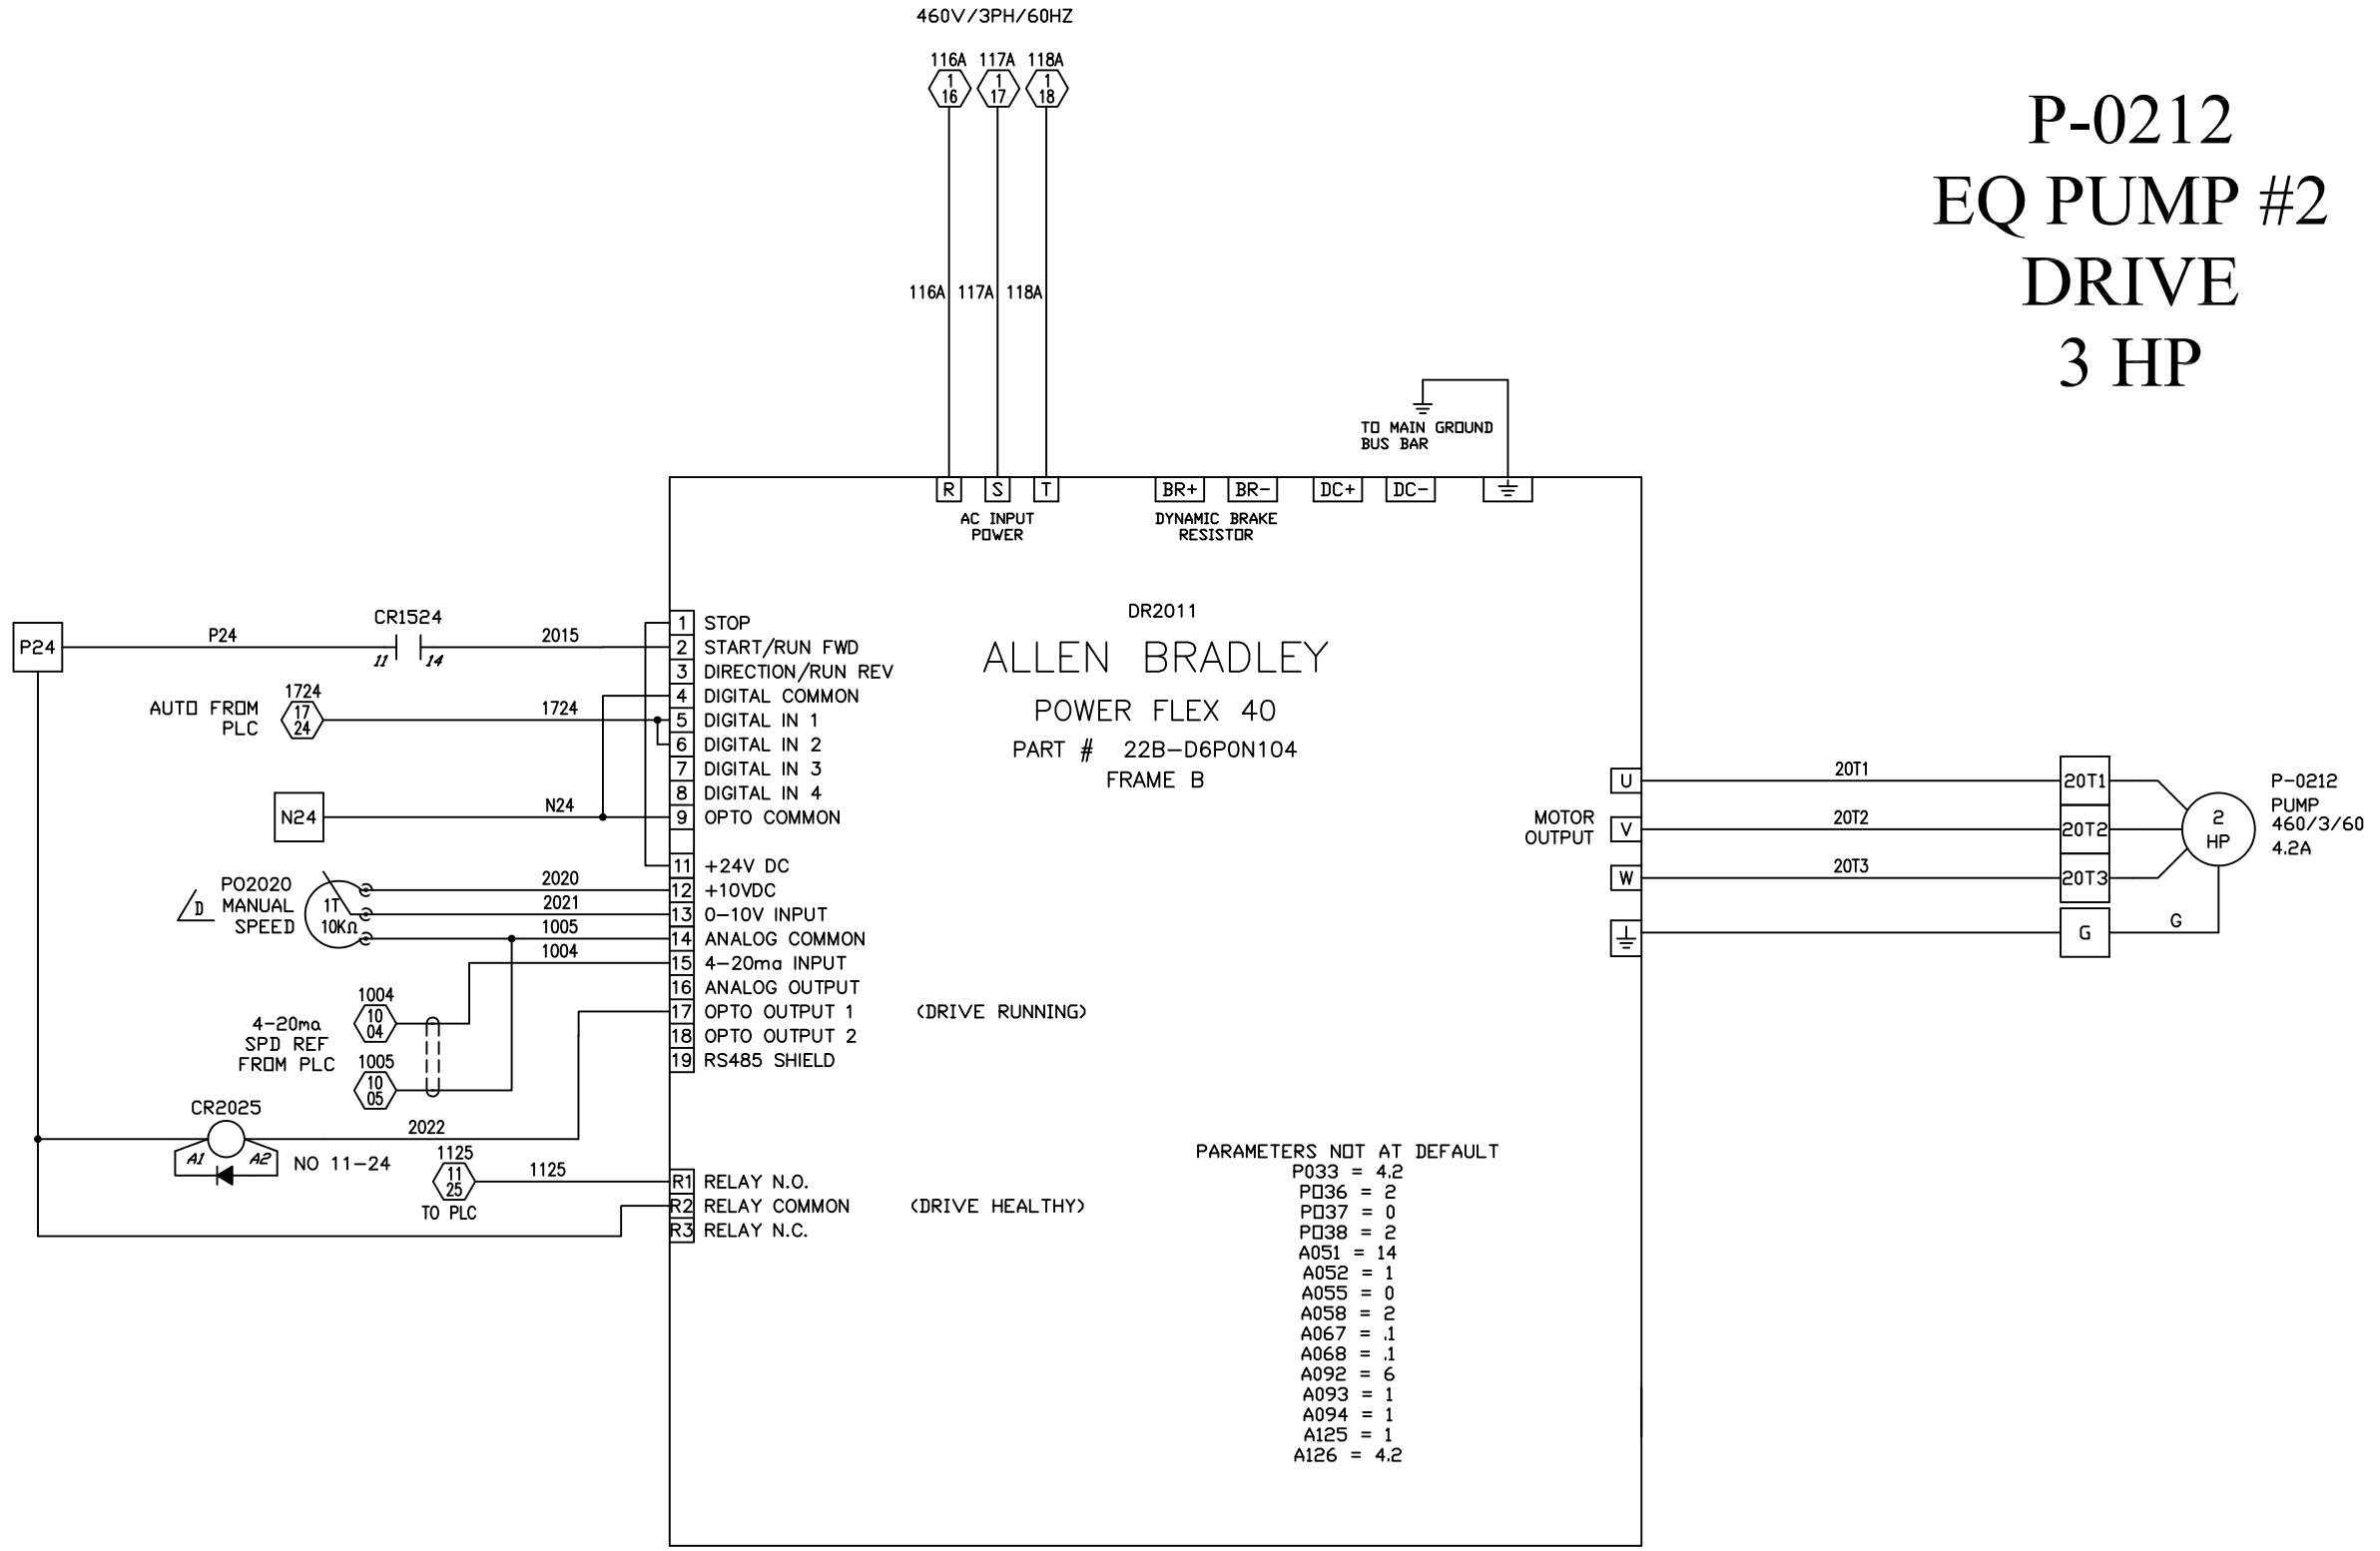 460V/3PH/60HZ
116A 117A 118A
1 16
1 17
1 18
P-0212
EQ PUMP #2
DRIVE
3 HP
116A 117A 118A
TO MAIN GROUND
BUS BAR
R S T BR+ BR- DC+ DC-
AC INPUT
POWER
DYNAMIC BRAKE
RESISTOR
DR2011
ALLEN BRADLEY
POWER FLEX 40
PART # 22B-D6P0N104
FRAME B
P24
P24
CR1524
11 14
2015
AUTO FROM
PLC
1724
17
24
1724
N24
N24
PO2020
MANUAL
SPEED
D
1T
10KΩ
2020
2021
1005
1004
1004
10
04
4-20ma
SPD REF
FROM PLC
1005
10
05
CR2025
A1 A2
NO 11-24
2022
1125
11
25
TO PLC
1125
1 STOP
2 START/RUN FWD
3 DIRECTION/RUN REV
4 DIGITAL COMMON
5 DIGITAL IN 1
6 DIGITAL IN 2
7 DIGITAL IN 3
8 DIGITAL IN 4
9 OPTO COMMON
11 +24V DC
12 +10VDC
13 0-10V INPUT
14 ANALOG COMMON
15 4-20ma INPUT
16 ANALOG OUTPUT
17 OPTO OUTPUT 1 (DRIVE RUNNING)
18 OPTO OUTPUT 2
19 RS485 SHIELD
R1 RELAY N.O.
R2 RELAY COMMON (DRIVE HEALTHY)
R3 RELAY N.C.
MOTOR
OUTPUT
U
V
W
20T1
20T2
20T3
20T1
20T2
20T3
G
G
2
HP
P-0212
PUMP
460/3/60
4.2A
PARAMETERS NOT AT DEFAULT
P033 = 4.2
PO36 = 2
PO37 = 0
PO38 = 2
A051 = 14
A052 = 1
A055 = 0
A058 = 2
A067 = .1
A068 = .1
A092 = 6
A093 = 1
A094 = 1
A125 = 1
A126 = 4.2